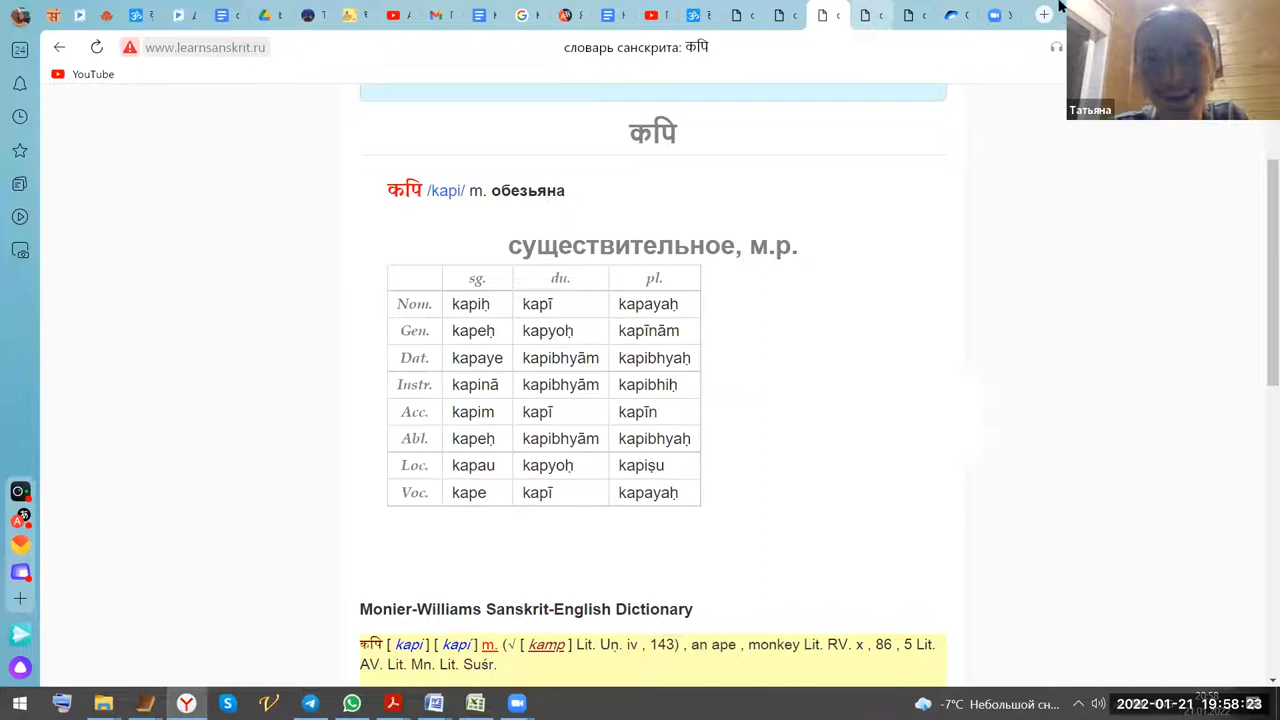 www.learnsanskrit.ru
словарь санскрита: कपि
YouTube
Татьяна
24
कपि
कपि /kapi/ m. обезьяна
существительное, м.р.
sg. du. pl.
Nom. kapiḥ kapī kapayaḥ
Gen. kapeḥ kapyoḥ kapīnām
Dat. kapaye kapibhyām kapibhyaḥ
Instr. kapinā kapibhyām kapibhiḥ
Acc. kapim kapī kapīn
Abl. kapeḥ kapibhyām kapibhyaḥ
Loc. kapau kapyoḥ kapiṣu
Voc. kape kapī kapayaḥ
Monier-Williams Sanskrit-English Dictionary
कपि [ kapi ] [ kapí ] m. (√ [ kamp ] Lit. Uṇ. iv , 143) , an ape , monkey Lit. RV. x , 86 , 5 Lit.
AV. Lit. Mn. Lit. Suśr.
-7°C Небольшой сн...
20:58
2022-01-21 19:58:23